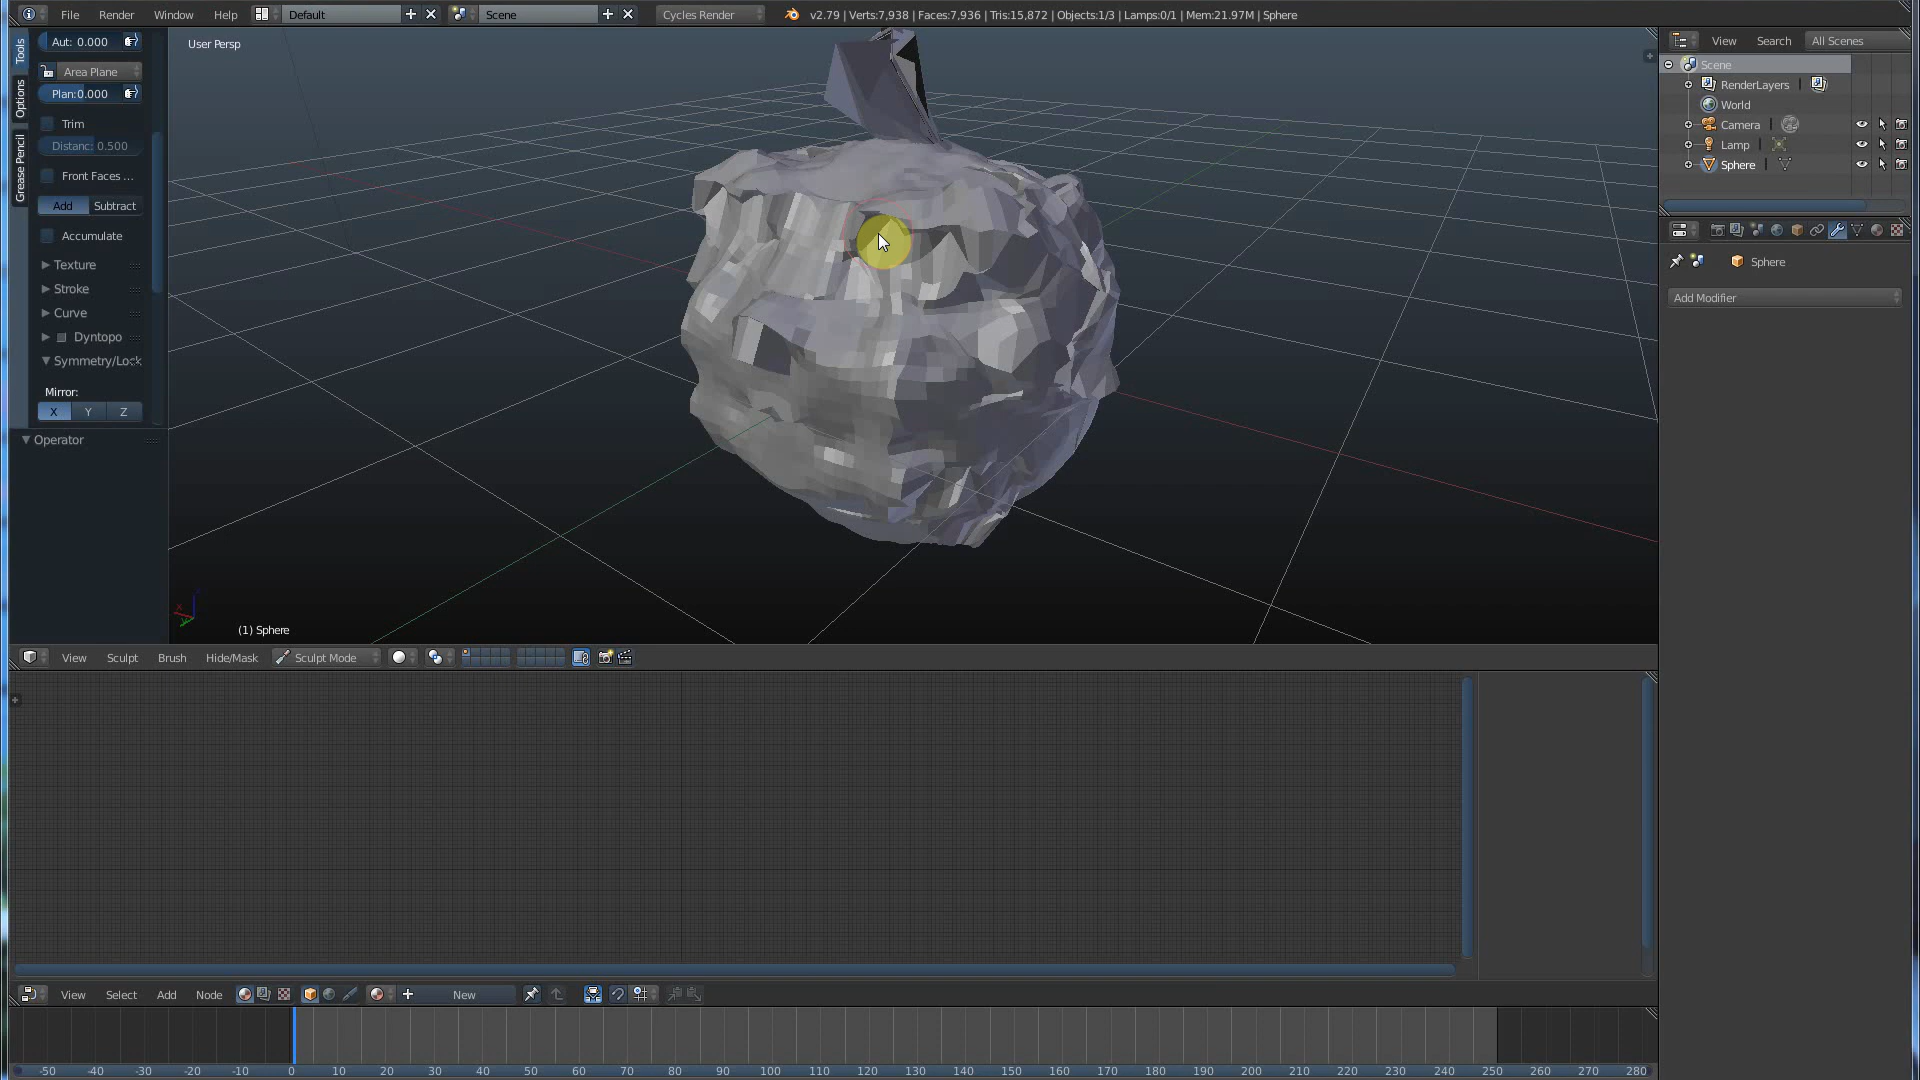 File Render Window Help Default Scene Cycles Render v2.79 | Verts:7,938 | Faces:7,936 | Tris:15,872 | Objects:1/3 | Lamps:0/1 | Mem:21.97M | Sphere
Tools
Options
Grease Pencil
Aut: 0.000
Area Plane
Plan:0.000
Trim
Distanc: 0.500
Front Faces ...
Add Subtract
Accumulate
Texture
Stroke
Curve
Dyntopo
Symmetry/Lock
Mirror:
X Y Z
Operator
User Persp
(1) Sphere
View Search All Scenes
Scene
RenderLayers
World
Camera
Lamp
Sphere
Sphere
Add Modifier
View Sculpt Brush Hide/Mask Sculpt Mode
View Select Add Node New
-50 -40 -30 -20 -10 0 10 20 30 40 50 60 70 80 90 100 110 120 130 140 150 160 170 180 190 200 210 220 230 240 250 260 270 280